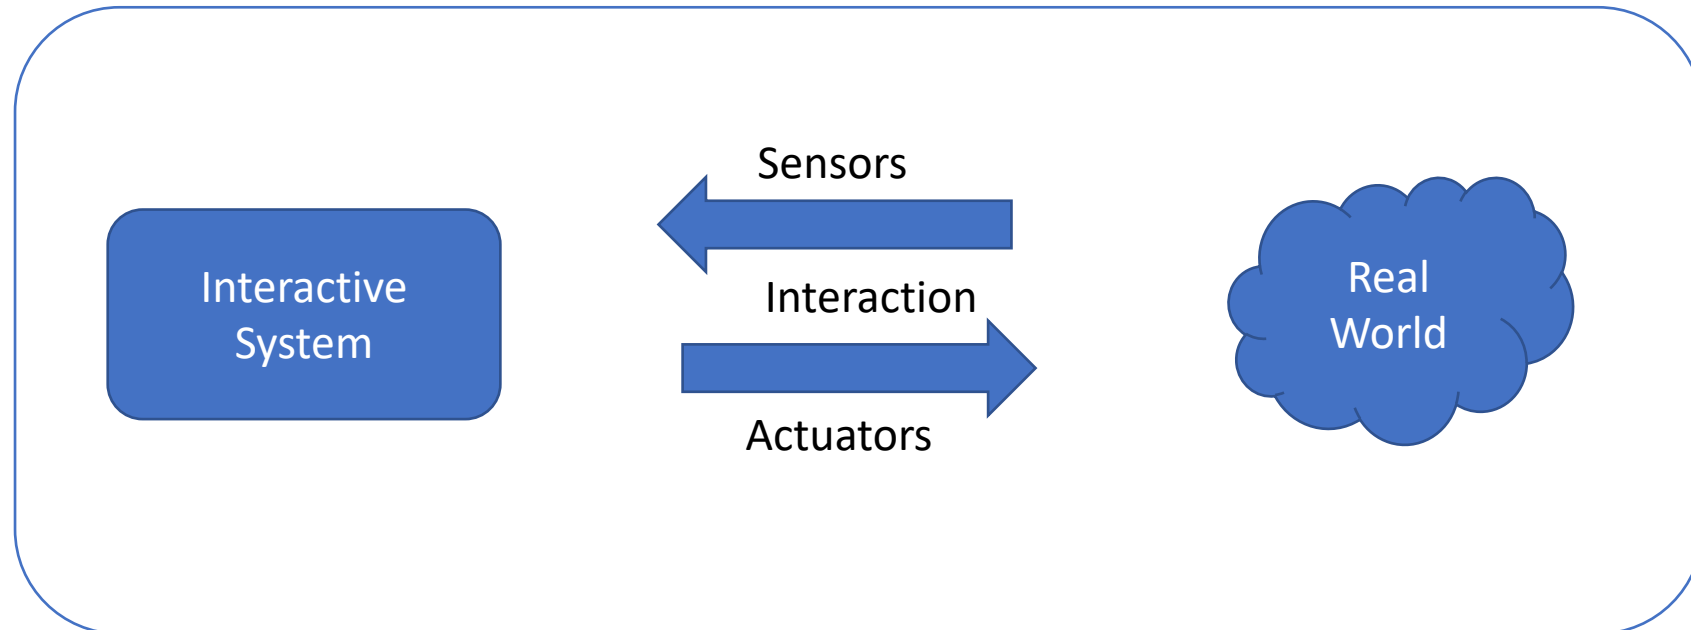 Sensors
Interactive
System
Interaction
Real
World
Actuators